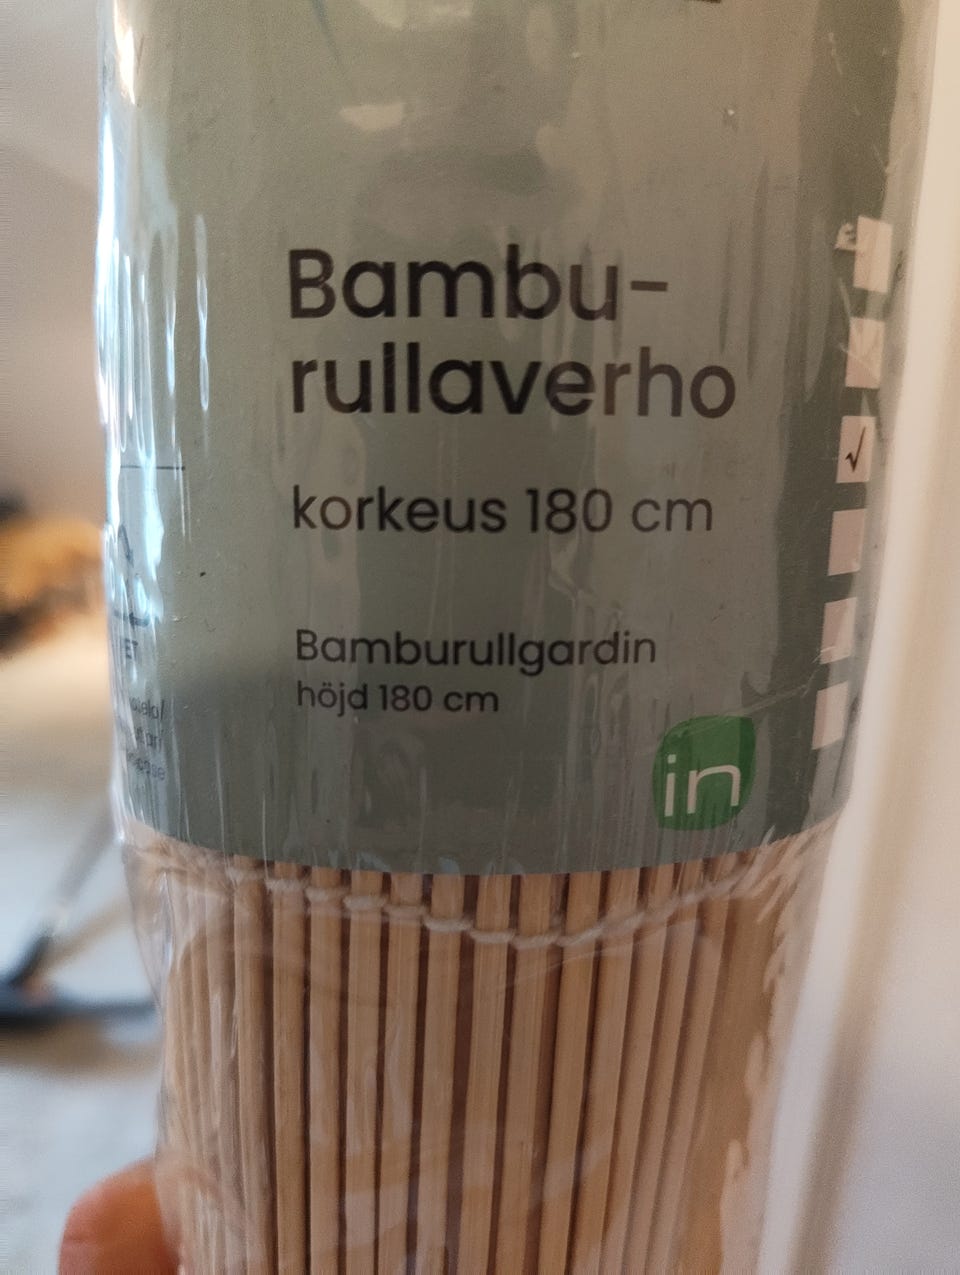 Bambu-
rullaverho
korkeus 180 cm
Bamburullgardin
höjd 180 cm
in